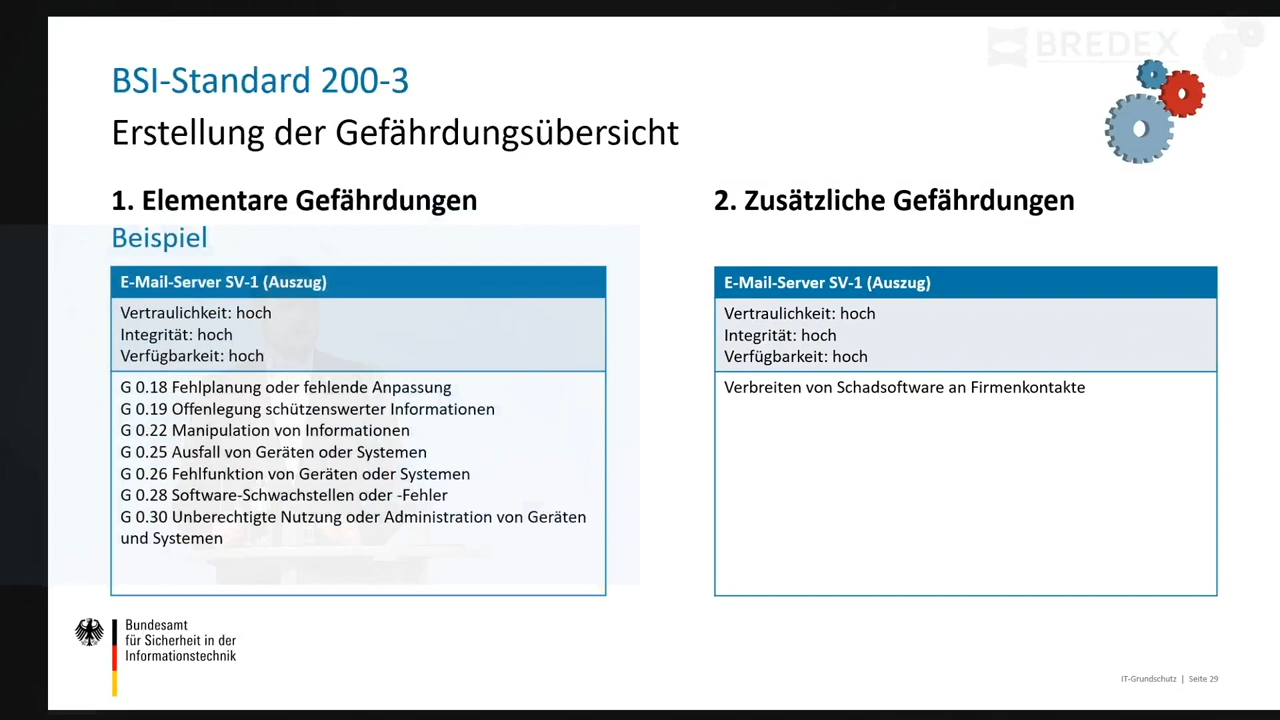 BREDEX
BSI-Standard 200-3
Erstellung der Gefährdungsübersicht
1. Elementare Gefährdungen
Beispiel
E-Mail-Server SV-1 (Auszug)
Vertraulichkeit: hoch
Integrität: hoch
Verfügbarkeit: hoch
G 0.18 Fehlplanung oder fehlende Anpassung
G 0.19 Offenlegung schützenswerter Informationen
G 0.22 Manipulation von Informationen
G 0.25 Ausfall von Geräten oder Systemen
G 0.26 Fehlfunktion von Geräten oder Systemen
G 0.28 Software-Schwachstellen oder -Fehler
G 0.30 Unberechtigte Nutzung oder Administration von Geräten
und Systemen
2. Zusätzliche Gefährdungen
E-Mail-Server SV-1 (Auszug)
Vertraulichkeit: hoch
Integrität: hoch
Verfügbarkeit: hoch
Verbreiten von Schadsoftware an Firmenkontakte
Bundesamt
für Sicherheit in der
Informationstechnik
IT-Grundschutz | Seite 29